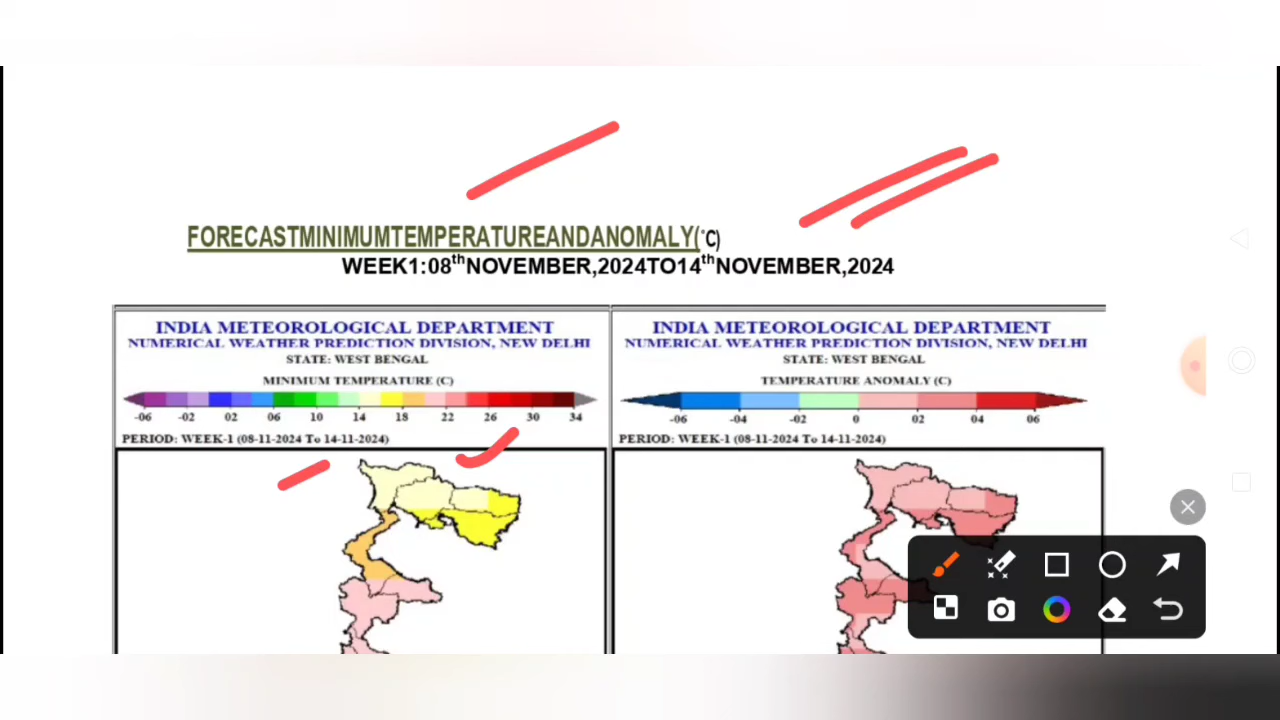 FORECASTMINIMUMTEMPERATUREANDANOMALY(°C)
WEEK1:08thNOVEMBER,2024TO14thNOVEMBER,2024
INDIA METEOROLOGICAL DEPARTMENT
NUMERICAL WEATHER PREDICTION DIVISION, NEW DELHI
STATE: WEST BENGAL
MINIMUM TEMPERATURE (C)
-06 -02 02 06 10 14 18 22 26 30 34
PERIOD: WEEK-1 (08-11-2024 To 14-11-2024)
INDIA METEOROLOGICAL DEPARTMENT
NUMERICAL WEATHER PREDICTION DIVISION, NEW DELHI
STATE: WEST BENGAL
TEMPERATURE ANOMALY (C)
-06 -04 -02 0 02 04 06
PERIOD: WEEK-1 (08-11-2024 To 14-11-2024)